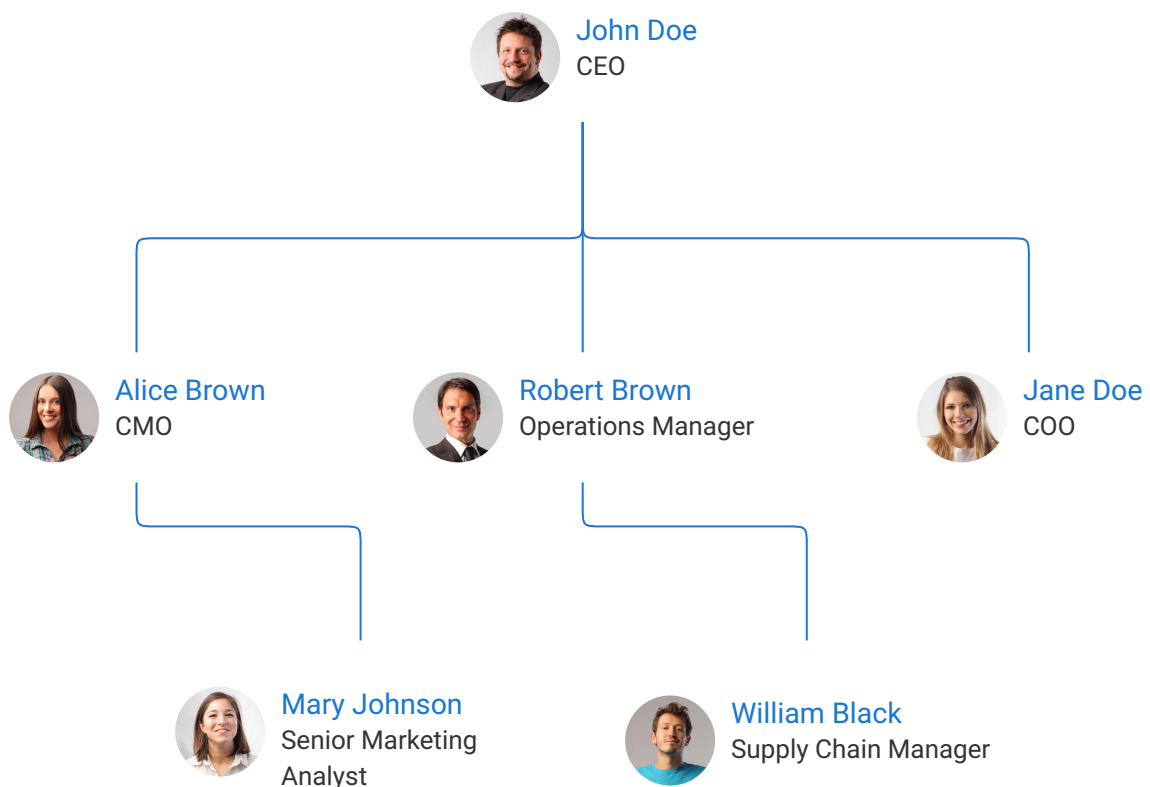 John Doe
CEO
Alice Brown
CMO
Robert Brown
Operations Manager
Jane Doe
COO
Mary Johnson
Senior Marketing
Analyst
William Black
Supply Chain Manager